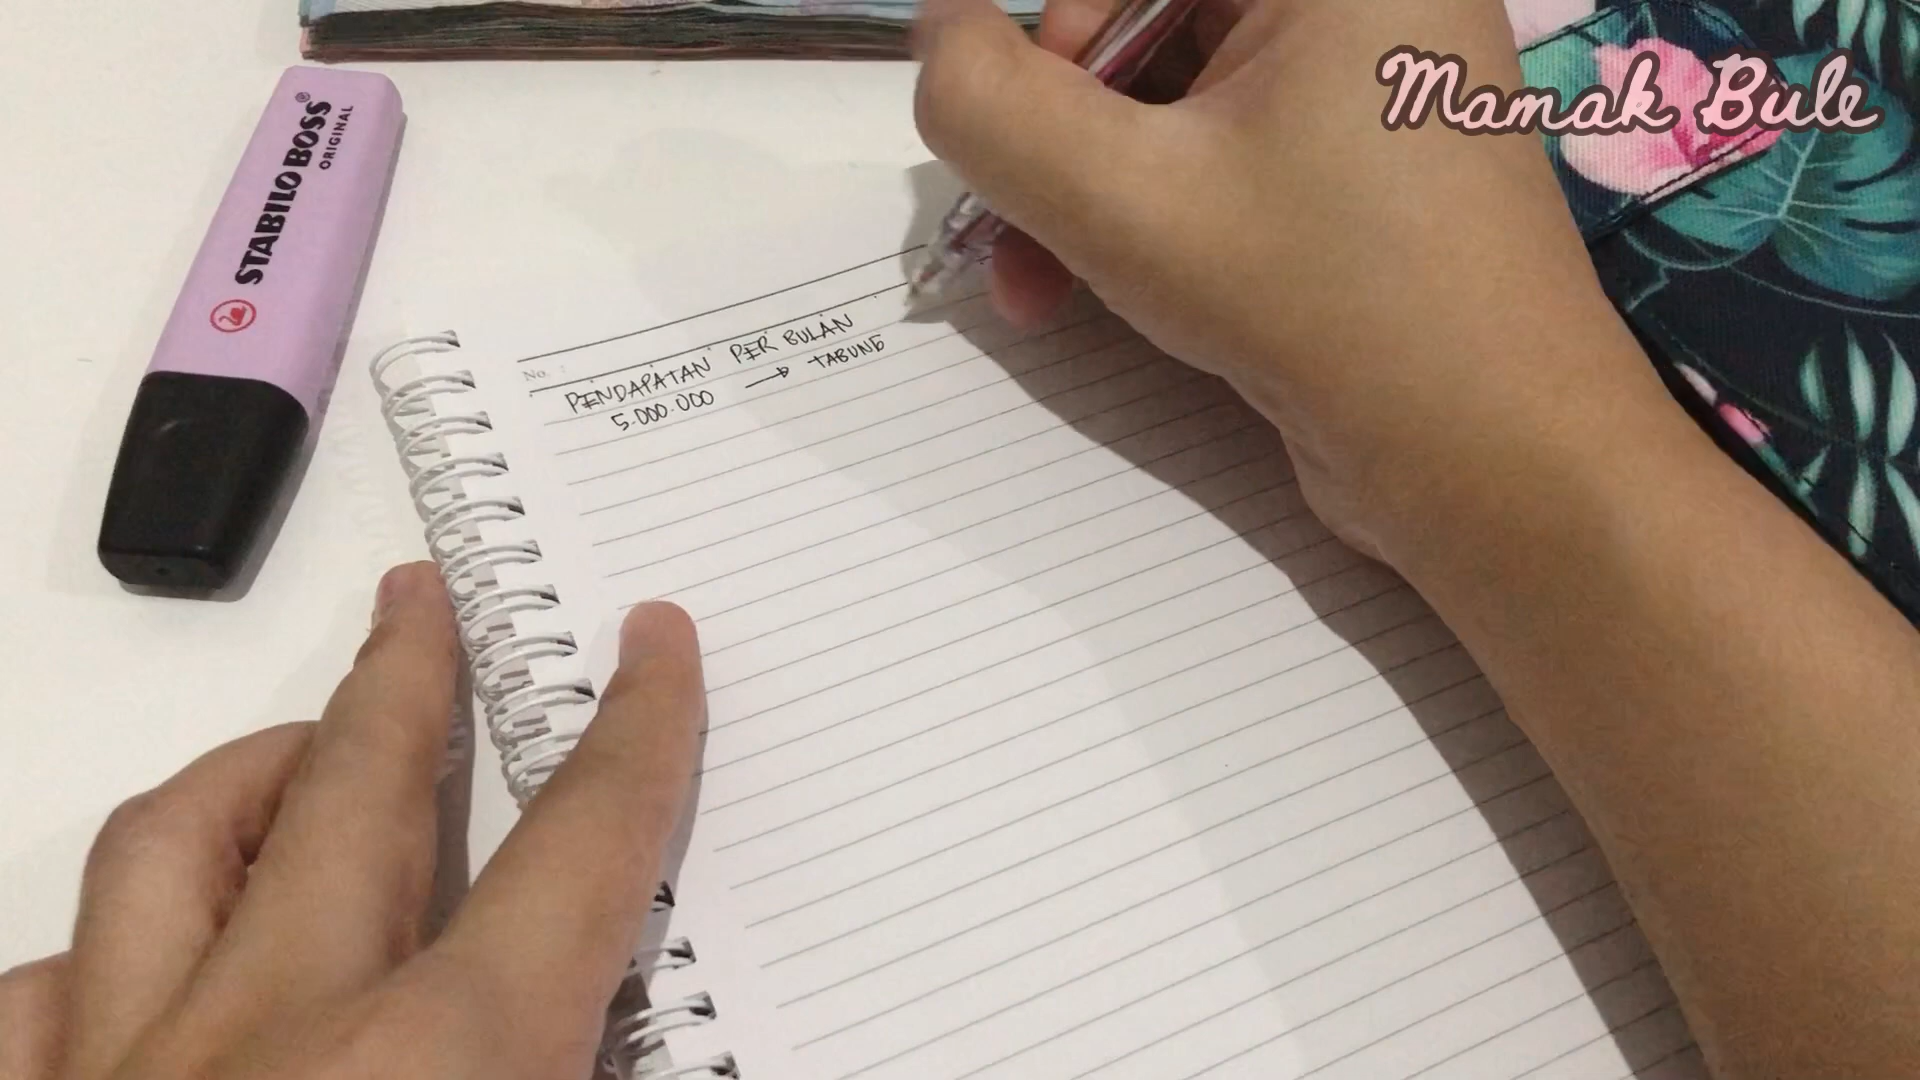 Mamak Bule
STABILO BOSS®
ORIGINAL
No. :
PENDAPATAN PER BULAN
5.000.000 → TABUNG